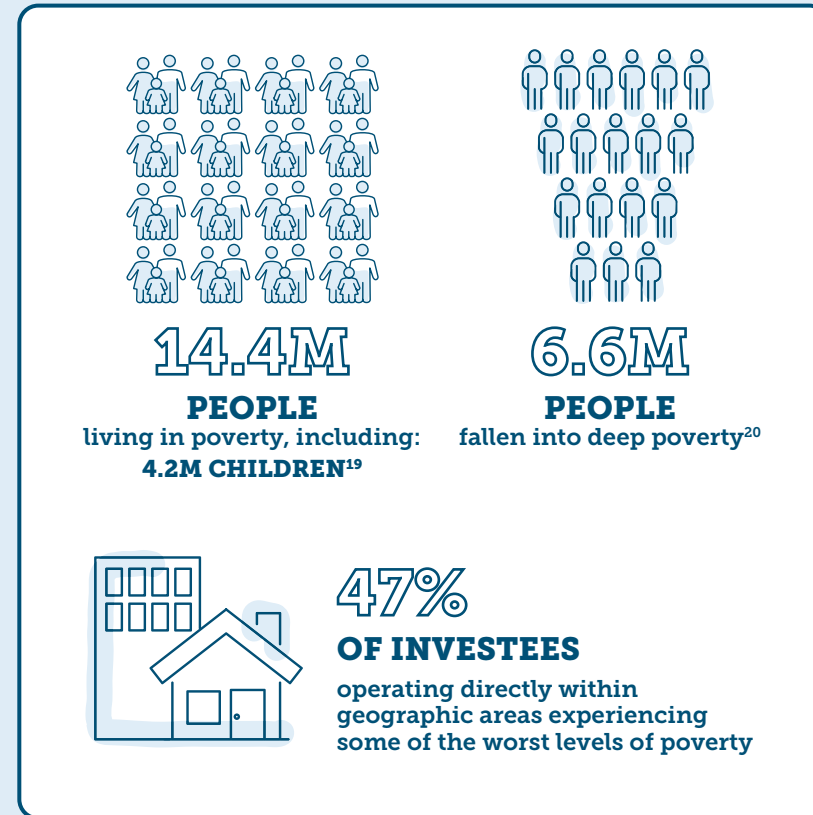 14.4M
PEOPLE
living in poverty, including:
4.2M CHILDREN19
6.6M
PEOPLE
fallen into deep poverty20
47%
OF INVESTEES
operating directly within
geographic areas experiencing
some of the worst levels of poverty